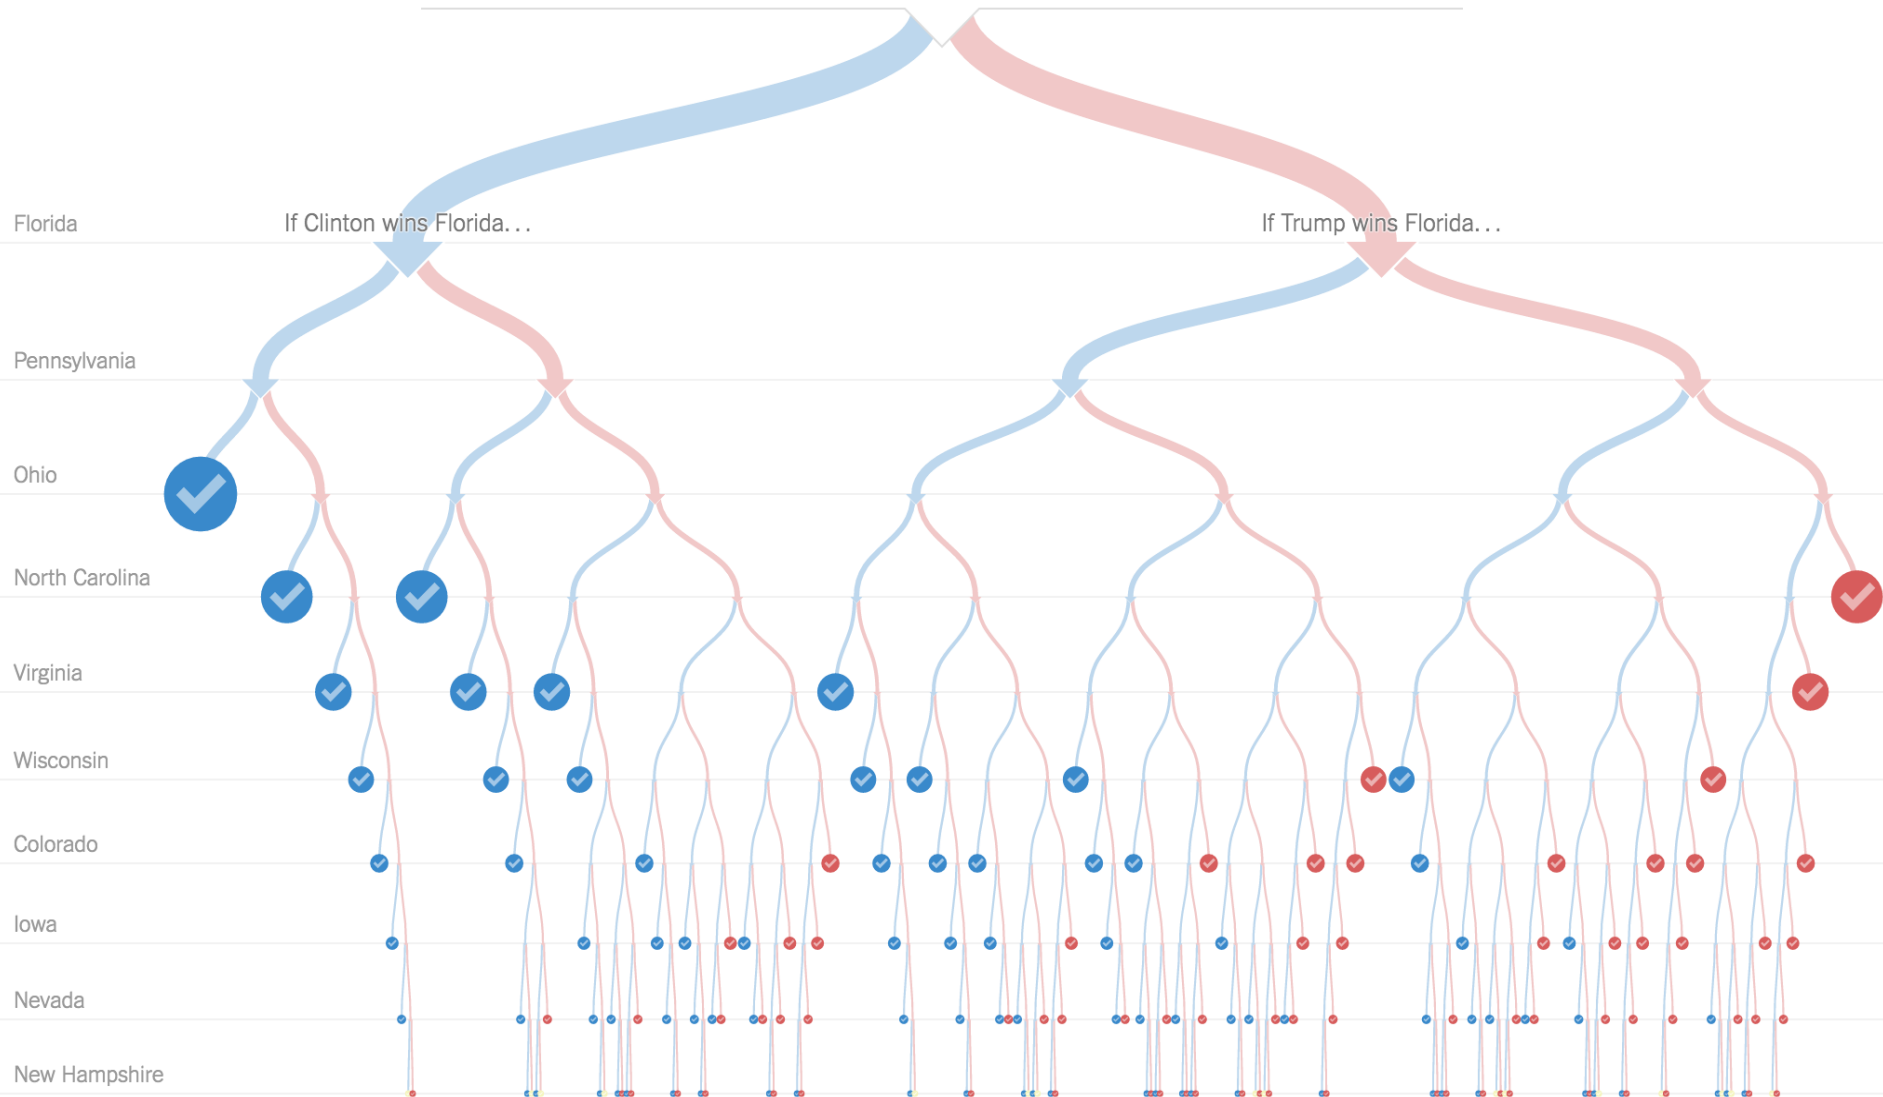 Florida
If Clinton wins Florida...
If Trump wins Florida...
Pennsylvania
Ohio
North Carolina
Virginia
Wisconsin
Colorado
Iowa
Nevada
New Hampshire